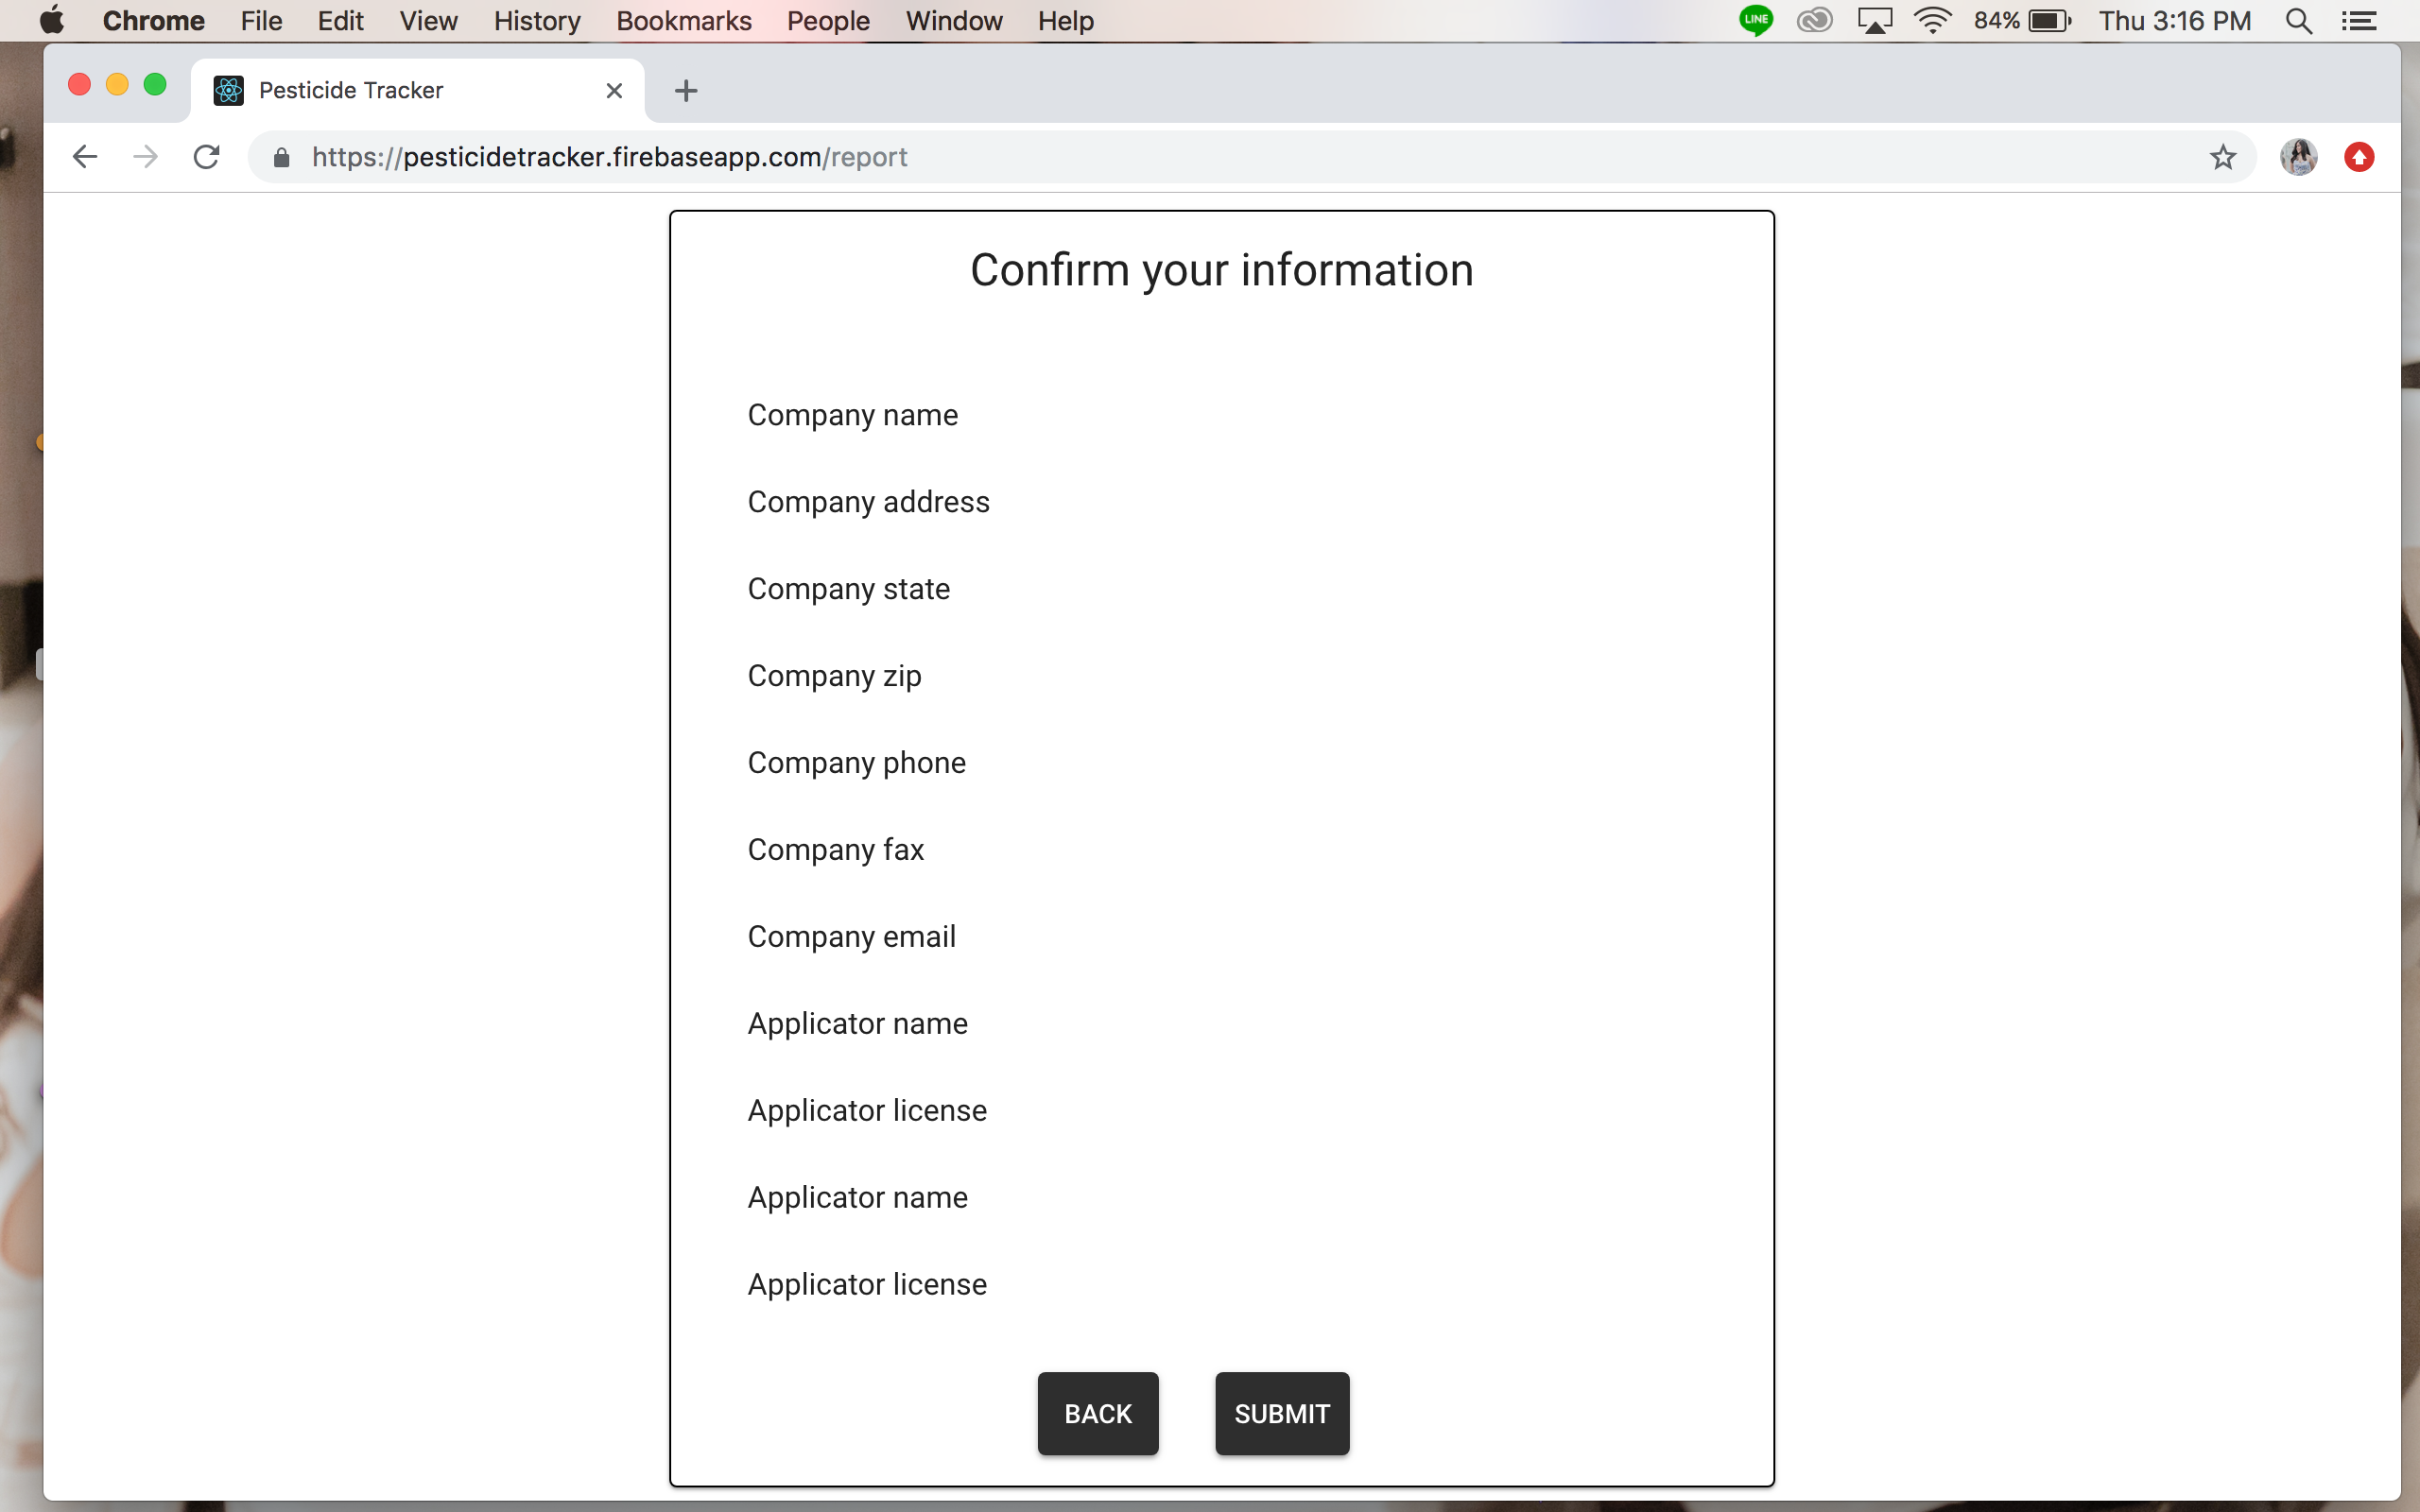 Chrome File Edit View History Bookmarks People Window Help LINE 84% Thu 3:16 PM
Pesticide Tracker
https://pesticidetracker.firebaseapp.com/report
Confirm your information
Company name
Company address
Company state
Company zip
Company phone
Company fax
Company email
Applicator name
Applicator license
Applicator name
Applicator license
BACK SUBMIT